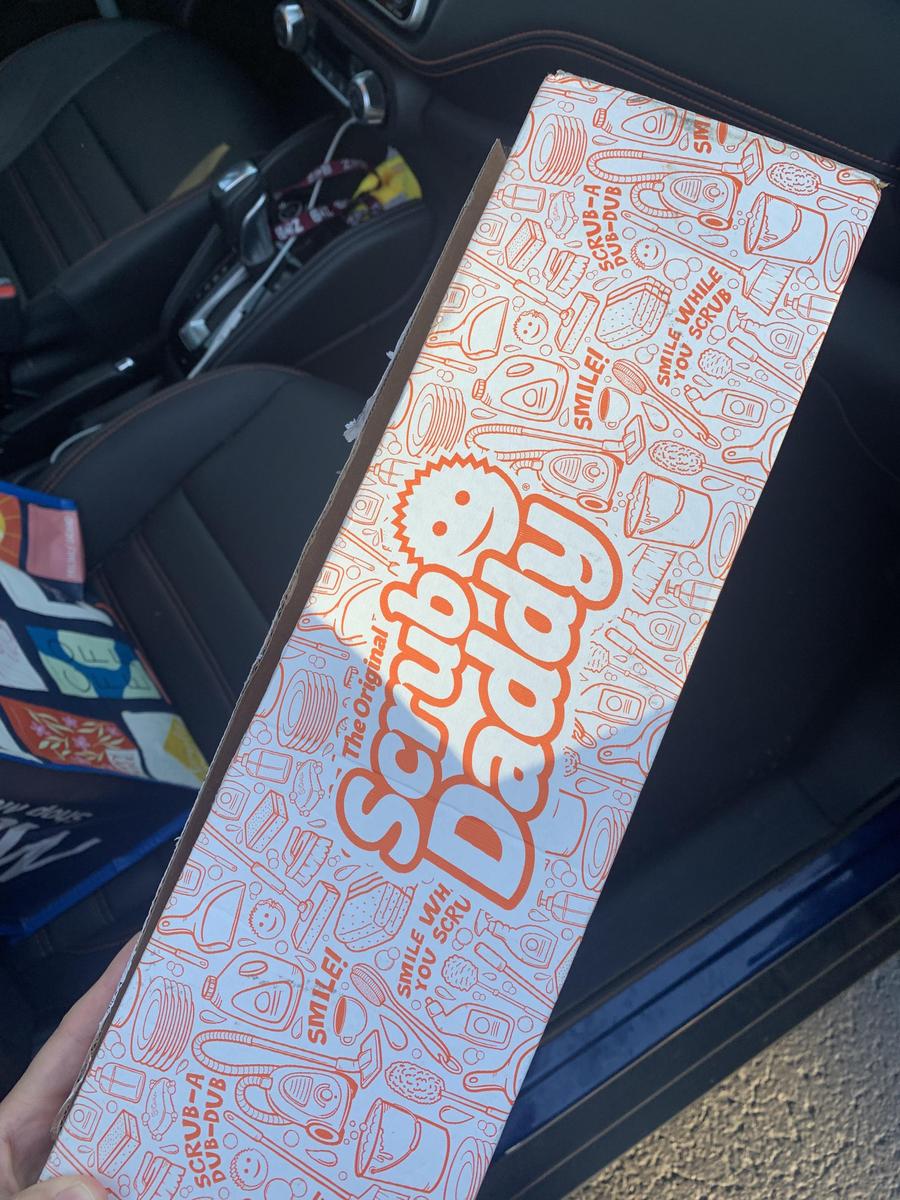 SM
SCRUB-A
DUB-DUB
SMILE WHILE
YOU SCRUB
SMILE!
The Original
Scrub
Daddy
®
SMILE WH
YOU SCRU
SMILE!
SCRUB-A
DUB-DUB